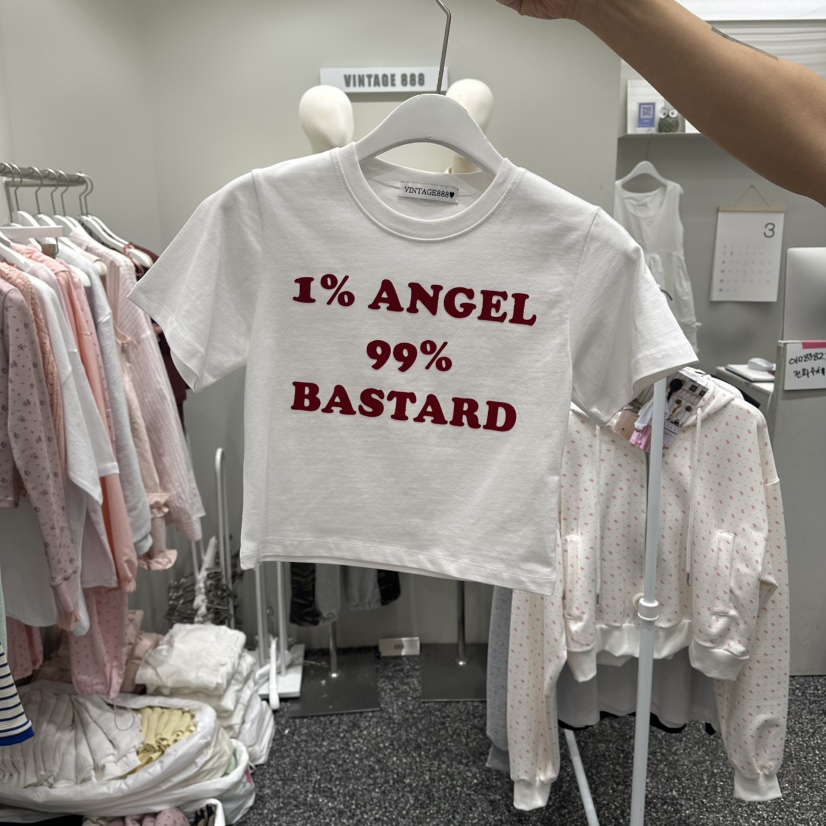 VINTAGE 888
VINTAGE888♥
1% ANGEL
99%
BASTARD
3